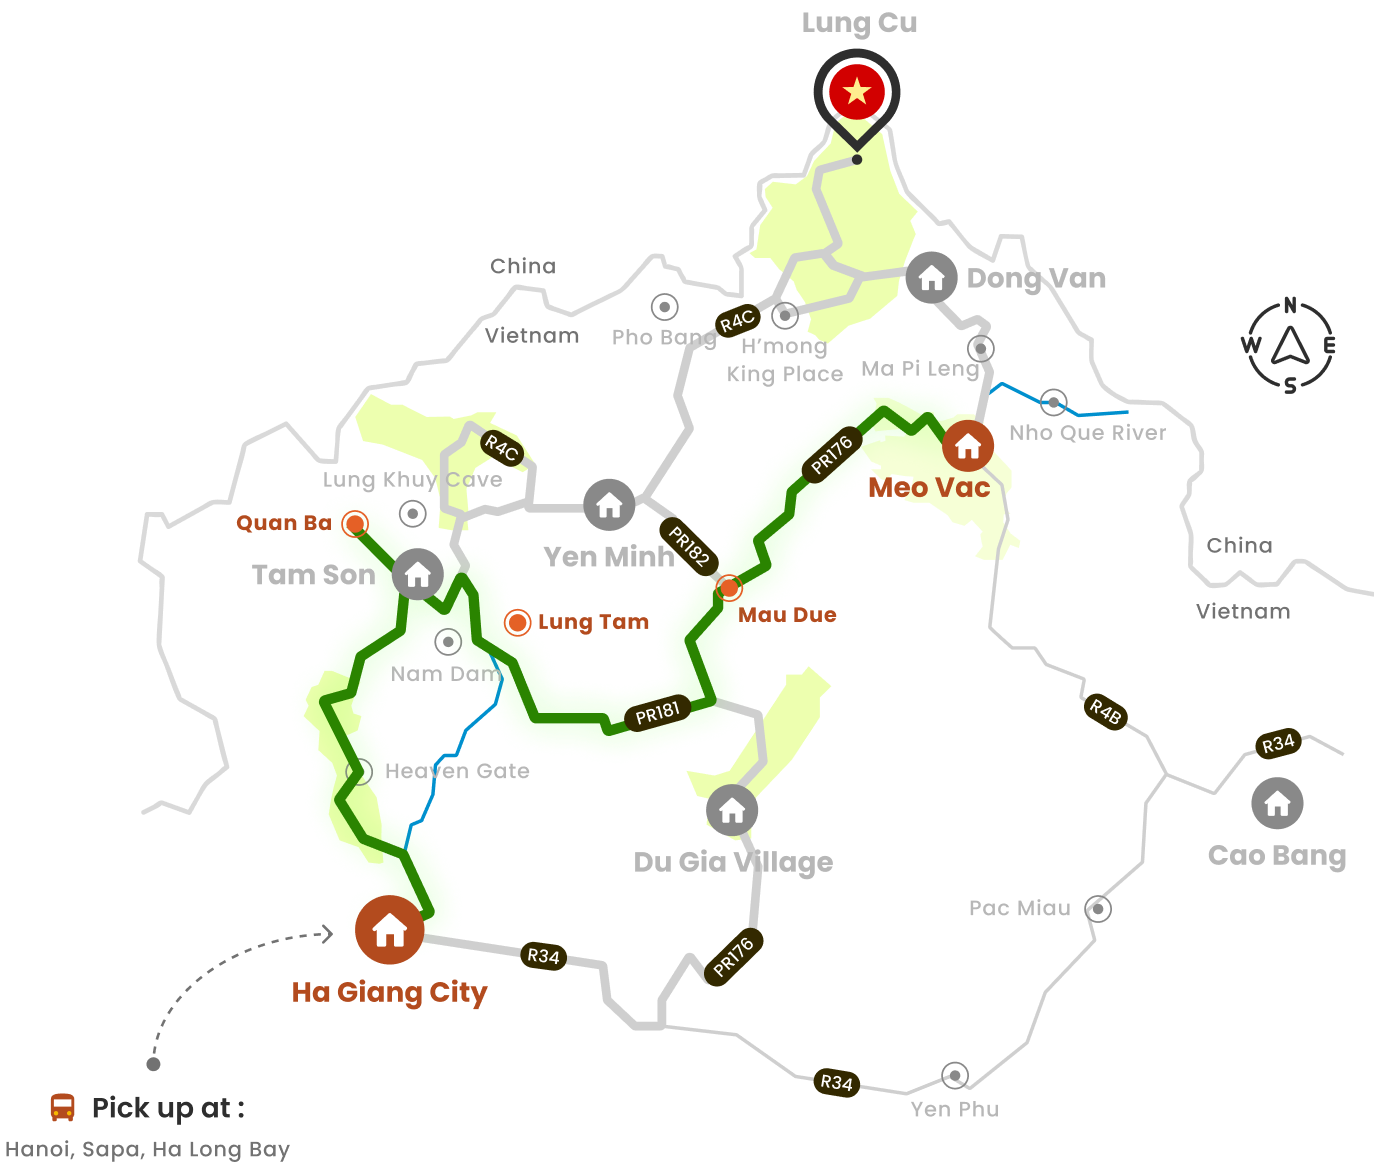 Lung Cu
China
Vietnam
Dong Van
Pho Bang
R4C
H’mong
King Place
Ma Pi Leng
N
W
E
S
Nho Que River
R4C
PR176
Meo Vac
Lung Khuy Cave
Quan Ba
Tam Son
Yen Minh
PR182
China
Vietnam
Mau Due
Lung Tam
Nam Dam
PR181
R4B
R34
Heaven Gate
Du Gia Village
Cao Bang
Pac Miau
R34
PR176
Ha Giang City
R34
Yen Phu
Pick up at :
Hanoi, Sapa, Ha Long Bay